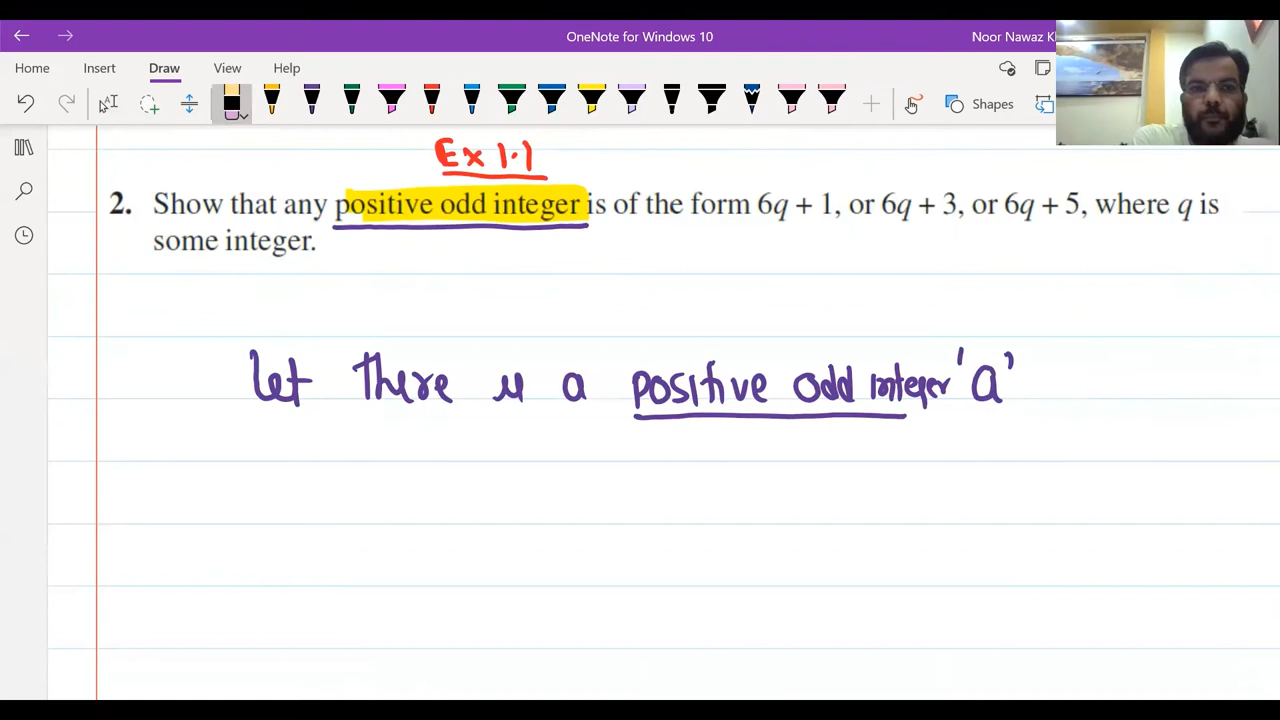 OneNote for Windows 10
Noor Nawaz Kh
Home Insert Draw View Help
Shapes
Ex 1.1
2. Show that any positive odd integer is of the form 6q + 1, or 6q + 3, or 6q + 5, where q is
some integer.
let there is a positive odd integer 'a'